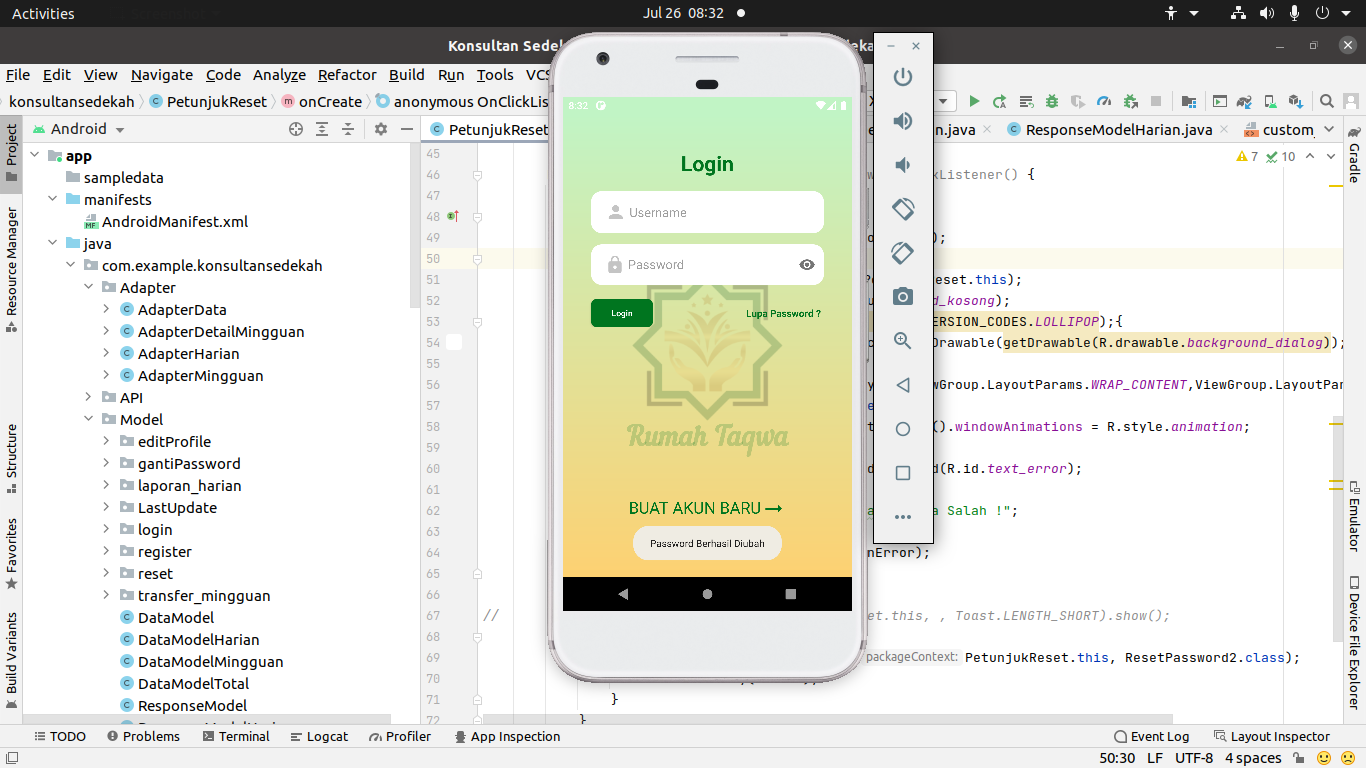 Activities
Jul 26 08:32
Konsultan Sedek
File Edit View Navigate Code Analyze Refactor Build Run Tools VCS
konsultansedekah PetunjukReset onCreate anonymous OnClickLis
Android
PetunjukReset
n.java ResponseModelHarian.java custom_
Project
Resource Manager
Structure
Favorites
Build Variants
app
sampledata
manifests
AndroidManifest.xml
java
com.example.konsultansedekah
Adapter
AdapterData
AdapterDetailMingguan
AdapterHarian
AdapterMingguan
API
Model
editProfile
gantiPassword
laporan_harian
LastUpdate
login
register
reset
transfer_mingguan
DataModel
DataModelHarian
DataModelMingguan
DataModelTotal
ResponseModel
45
46
47
48
49
50
51
52
53
54
55
56
57
58
59
60
61
62
63
64
65
66
67
68
69
70
71
72
7 10
xListener() {
);
eset.this);
d_kosong);
ERSION_CODES.LOLLIPOP);{
Drawable(getDrawable(R.drawable.background_dialog));
wGroup.LayoutParams.WRAP_CONTENT,ViewGroup.LayoutPar
().windowAnimations = R.style.animation;
d(R.id.text_error);
a Salah !";
nError);
//
et.this, , Toast.LENGTH_SHORT).show();
packageContext: PetunjukReset.this, ResetPassword2.class);
}
}
8:32
Login
Username
Password
Login
Lupa Password ?
Rumah Taqwa
BUAT AKUN BARU
Password Berhasil Diubah
Gradle
Emulator
Device File Explorer
TODO Problems Terminal Logcat Profiler App Inspection Event Log Layout Inspector
50:30 LF UTF-8 4 spaces